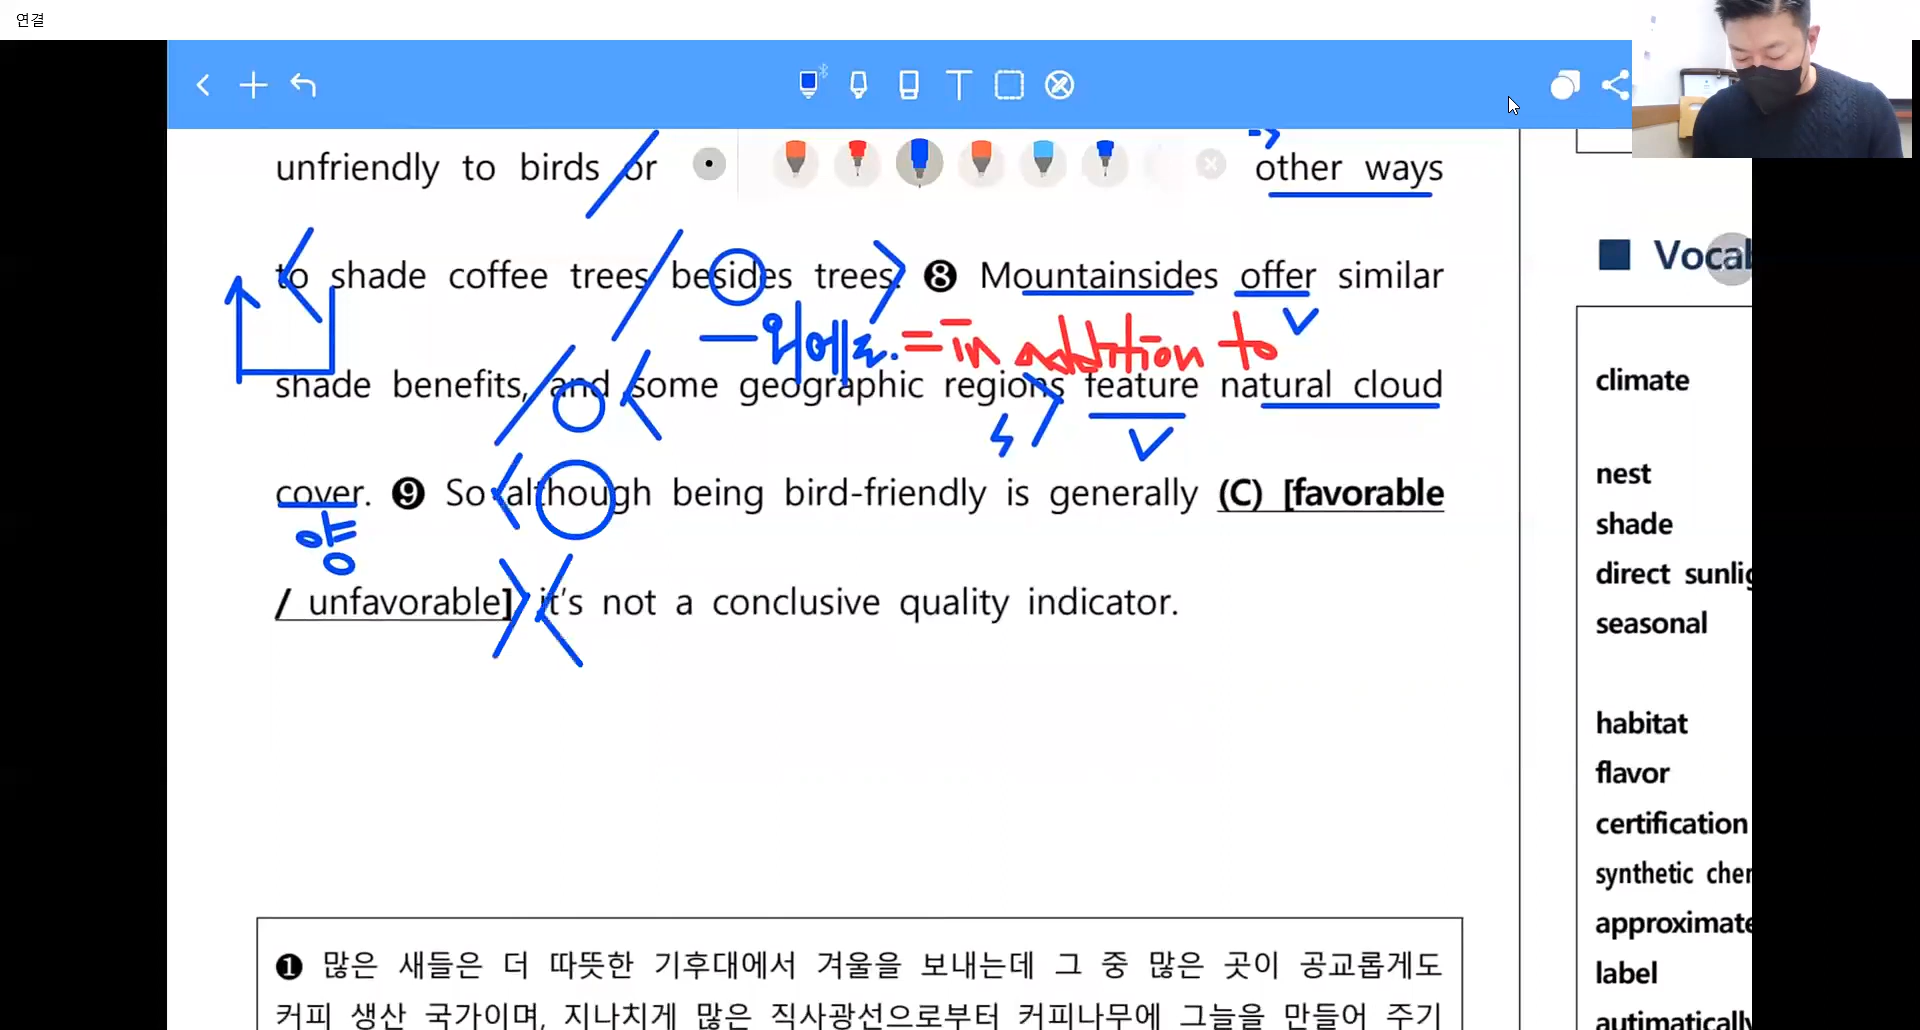 연결
unfriendly to birds or
other ways
to shade coffee trees besides trees. ❽ Mountainsides offer similar
–외에도. = in addition to
shade benefits, and some geographic regions feature natural cloud
cover. ❾ So although being bird-friendly is generally (C) [favorable
/ unfavorable], it's not a conclusive quality indicator.
❶ 많은 새들은 더 따뜻한 기후대에서 겨울을 보내는데 그 중 많은 곳이 공교롭게도
커피 생산 국가이며, 지나치게 많은 직사광선으로부터 커피나무에 그늘을 만들어 주기
Vocab
climate
nest
shade
direct sunlig
seasonal
habitat
flavor
certification
synthetic cher
approximate
label
automatically